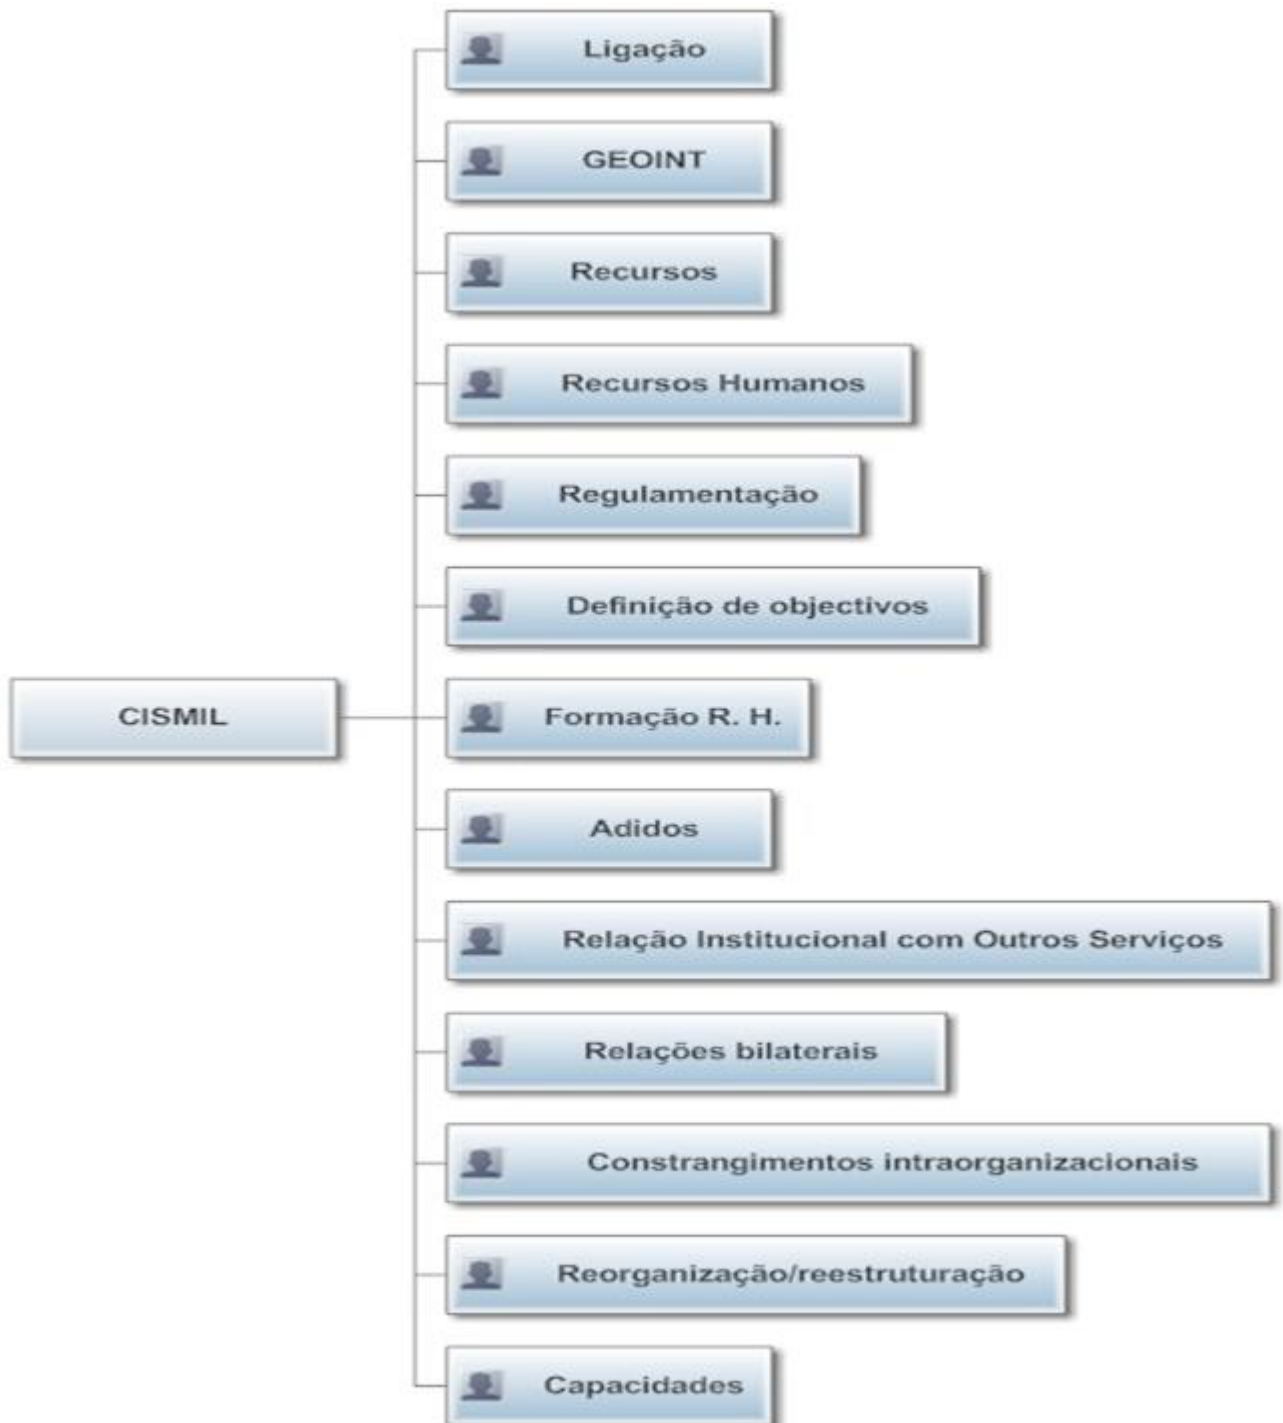 Ligação
GEOINT
Recursos
Recursos Humanos
Regulamentação
Definição de objectivos
CISMIL
Formação R. H.
Adidos
Relação Institucional com Outros Serviços
Relações bilaterais
Constrangimentos intraorganizacionais
Reorganização/reestruturação
Capacidades